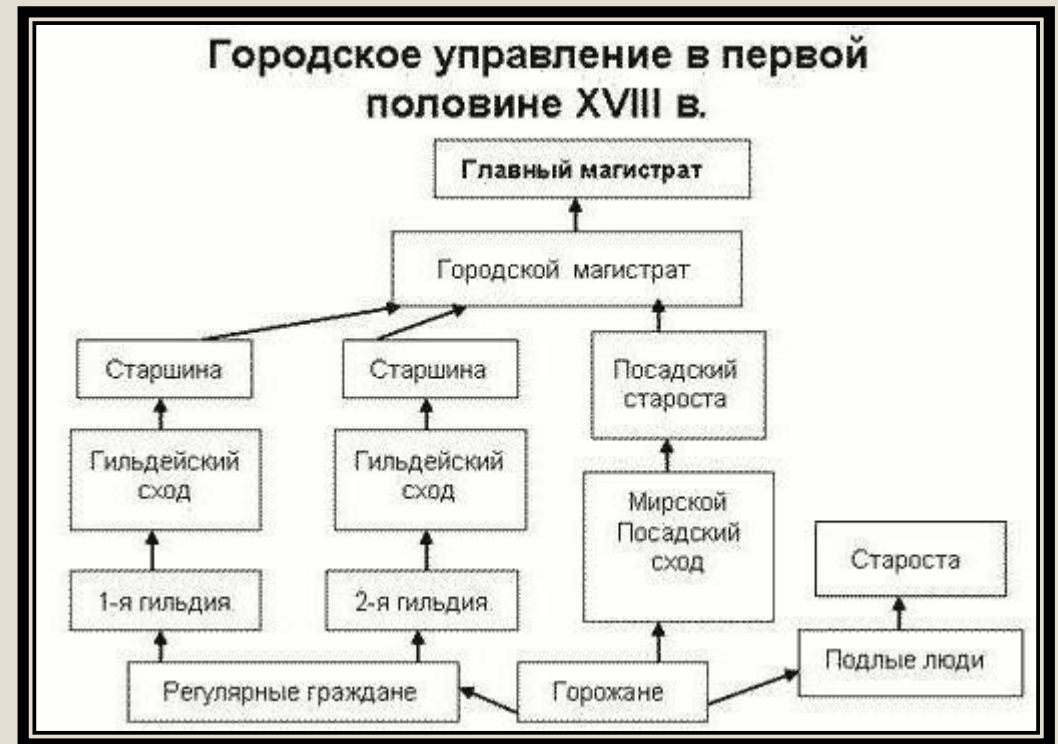 Городское управление в первой
половине XVIII в.
Главный магистрат
Городской магистрат
Старшина
Старшина
Посадский
староста
Гильдейский
сход
Гильдейский
сход
Мирской
Посадский
сход
Староста
1-я гильдия.
2-я гильдия.
Подлые люди
Регулярные граждане
Горожане